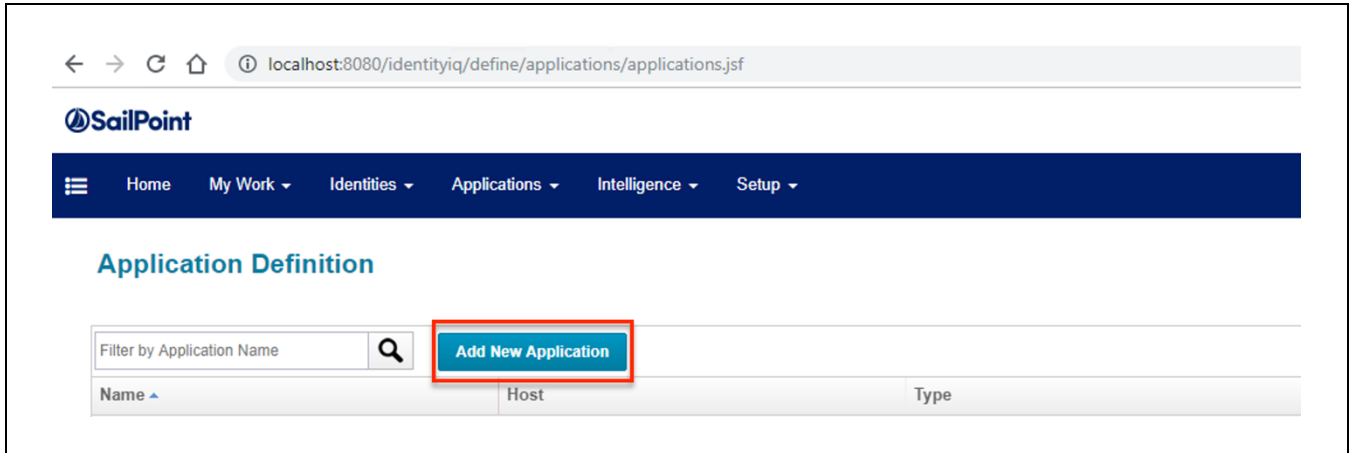 localhost:8080/identityiq/define/applications/applications.jsf
SailPoint
Home My Work Identities Applications Intelligence Setup
Application Definition
Filter by Application Name Add New Application
Name Host Type